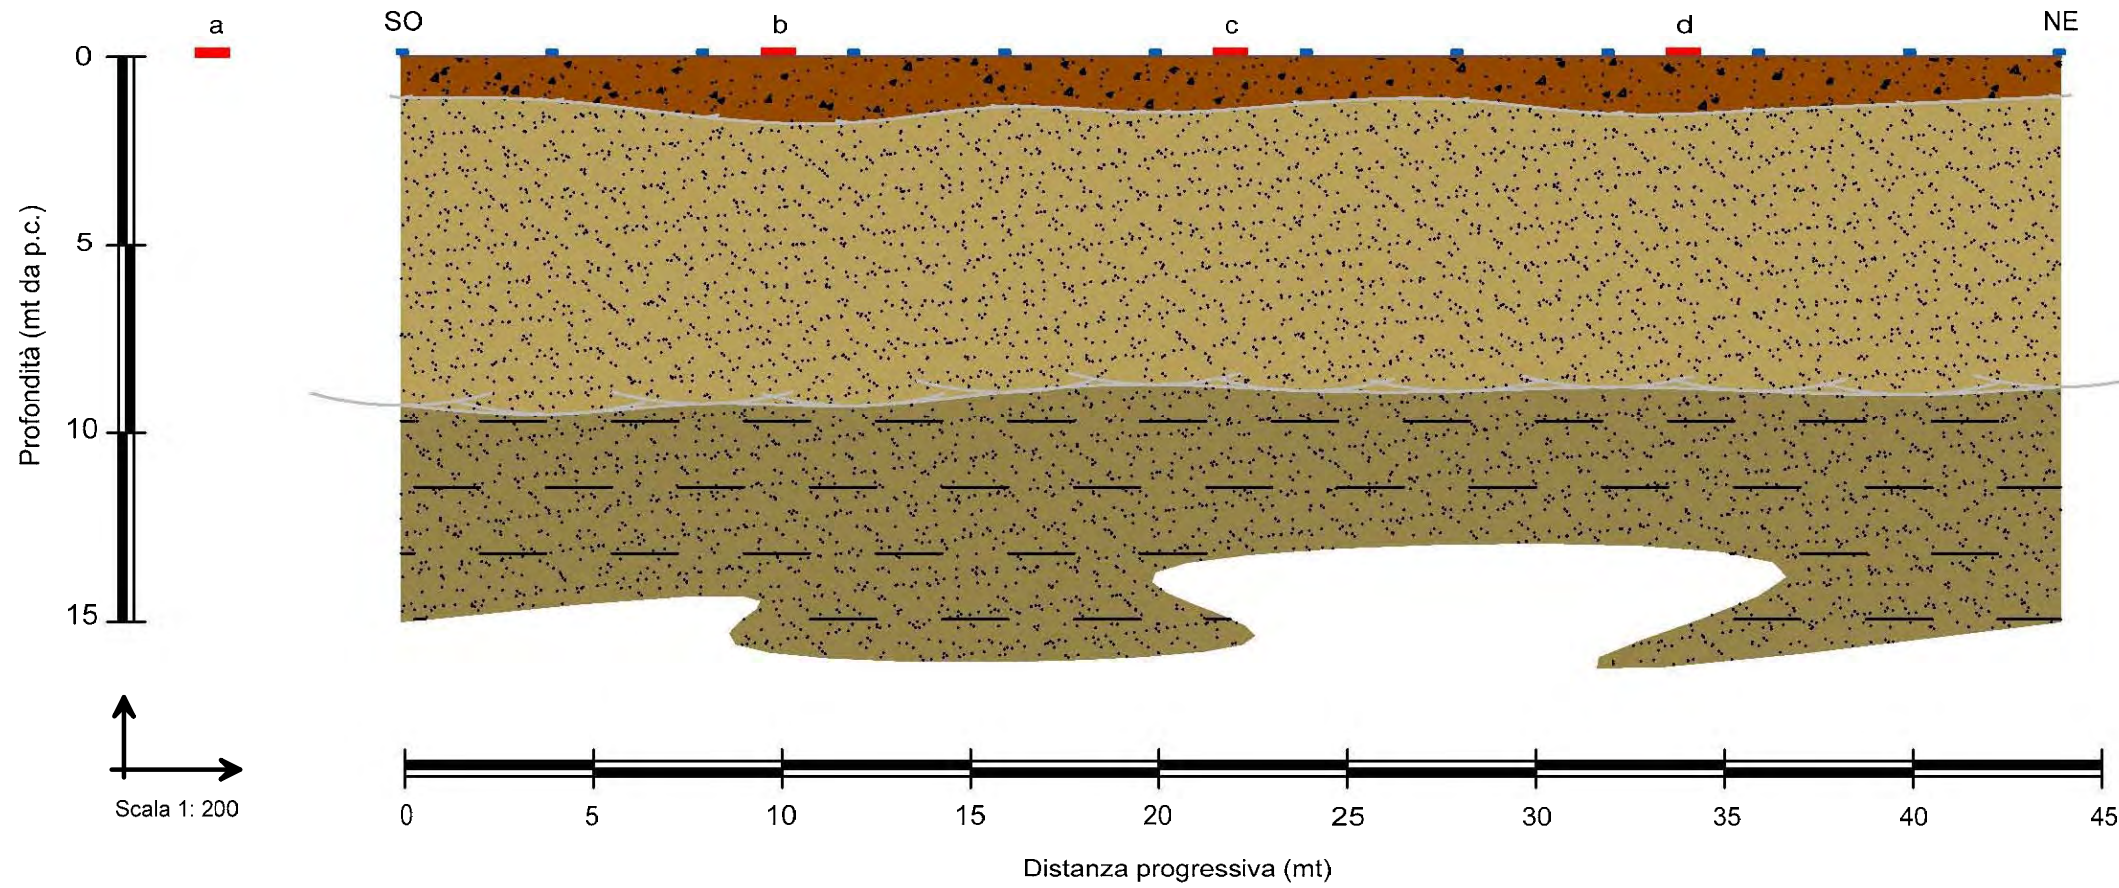 a
SO
b
c
d
NE
0
5
10
15
Profondità (mt da p.c.)
Scala 1: 200
0
5
10
15
20
25
30
35
40
45
Distanza progressiva (mt)